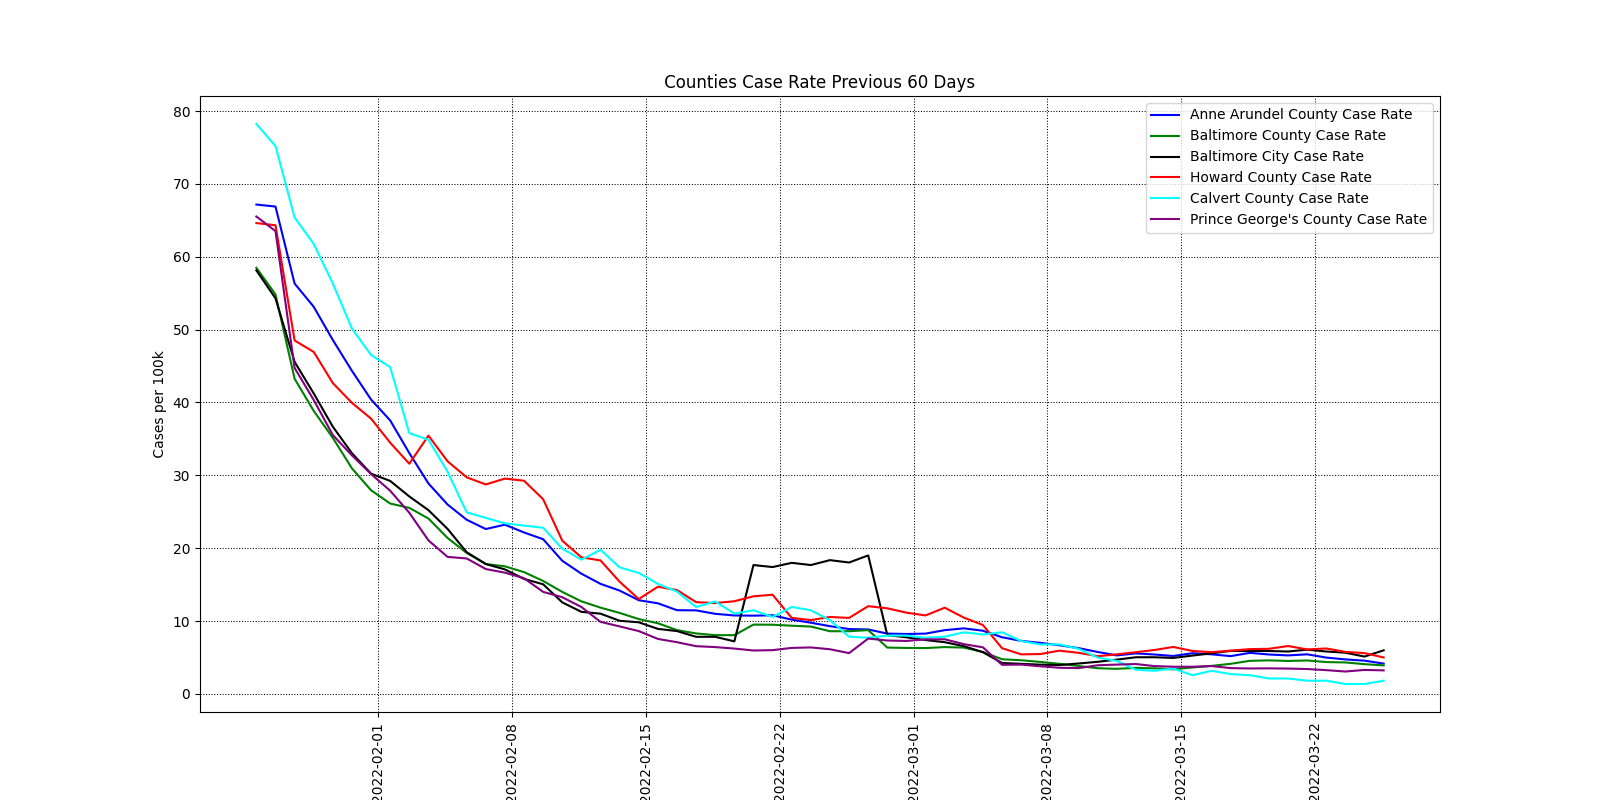 Counties Case Rate Previous 60 Days
80
70
60
50
40
30
20
10
0
Cases per 100k
Anne Arundel County Case Rate
Baltimore County Case Rate
Baltimore City Case Rate
Howard County Case Rate
Calvert County Case Rate
Prince George's County Case Rate
2022-02-01
2022-02-08
2022-02-15
2022-02-22
2022-03-01
2022-03-08
2022-03-15
2022-03-22